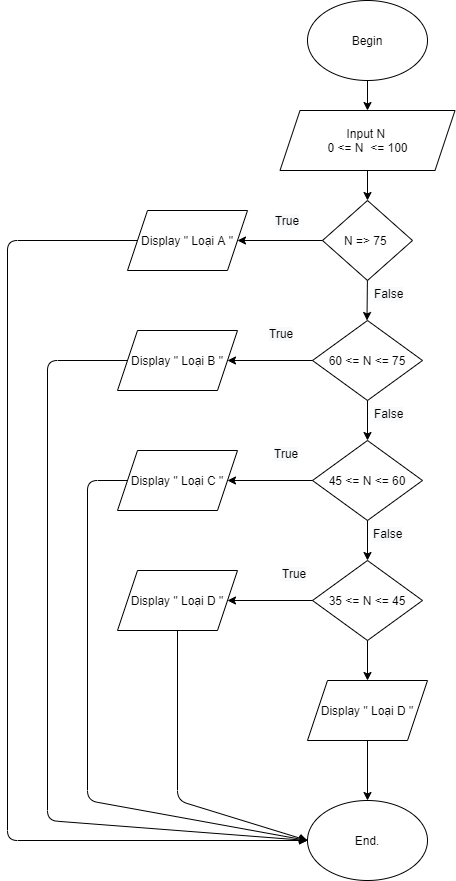 Begin
Input N
0 <= N <= 100
True
Display " Loại A "
N => 75
False
True
Display " Loại B "
60 <= N <= 75
False
True
Display " Loại C "
45 <= N <= 60
False
True
Display " Loại D "
35 <= N <= 45
Display " Loại D "
End.